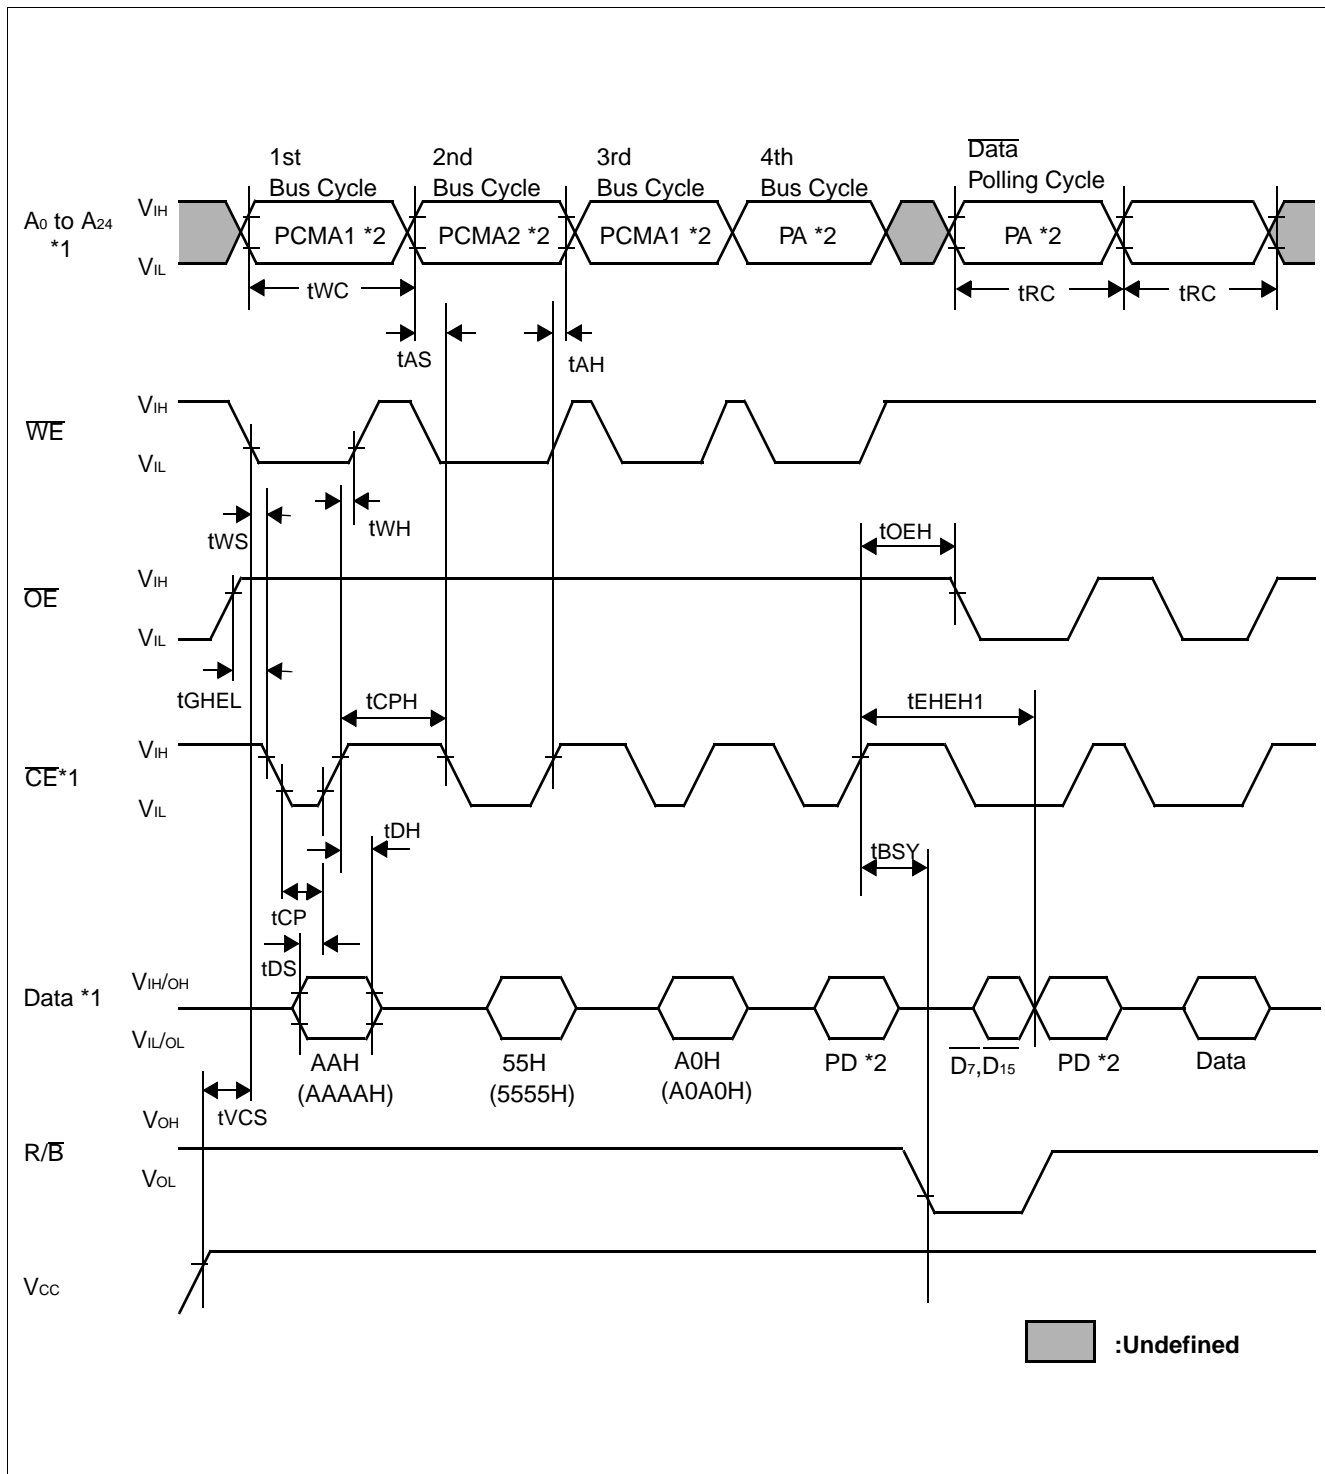 1st
Bus Cycle
2nd
Bus Cycle
3rd
Bus Cycle
4th
Bus Cycle
Data
Polling Cycle
A0 to A24
*1
VIH
VIL
PCMA1 *2
PCMA2 *2
PCMA1 *2
PA *2
PA *2
tWC
tRC
tRC
tAS
tAH
WE
VIH
VIL
tWS
tWH
tOEH
OE
VIH
VIL
tGHEL
tCPH
tEHEH1
CE*1
VIH
VIL
tDH
tBSY
tCP
tDS
Data *1
VIH/OH
VIL/OL
AAH
(AAAAH)
55H
(5555H)
A0H
(A0A0H)
PD *2
D7,D15
PD *2
Data
tVCS
R/B
VOH
VOL
VCC
:Undefined